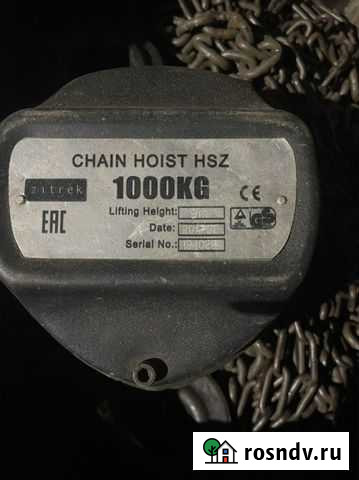 CHAIN HOIST HSZ
zitrek
1000KG
EAC
Lifting Height:
CE
Date:
Serial No.:
rosndv.ru